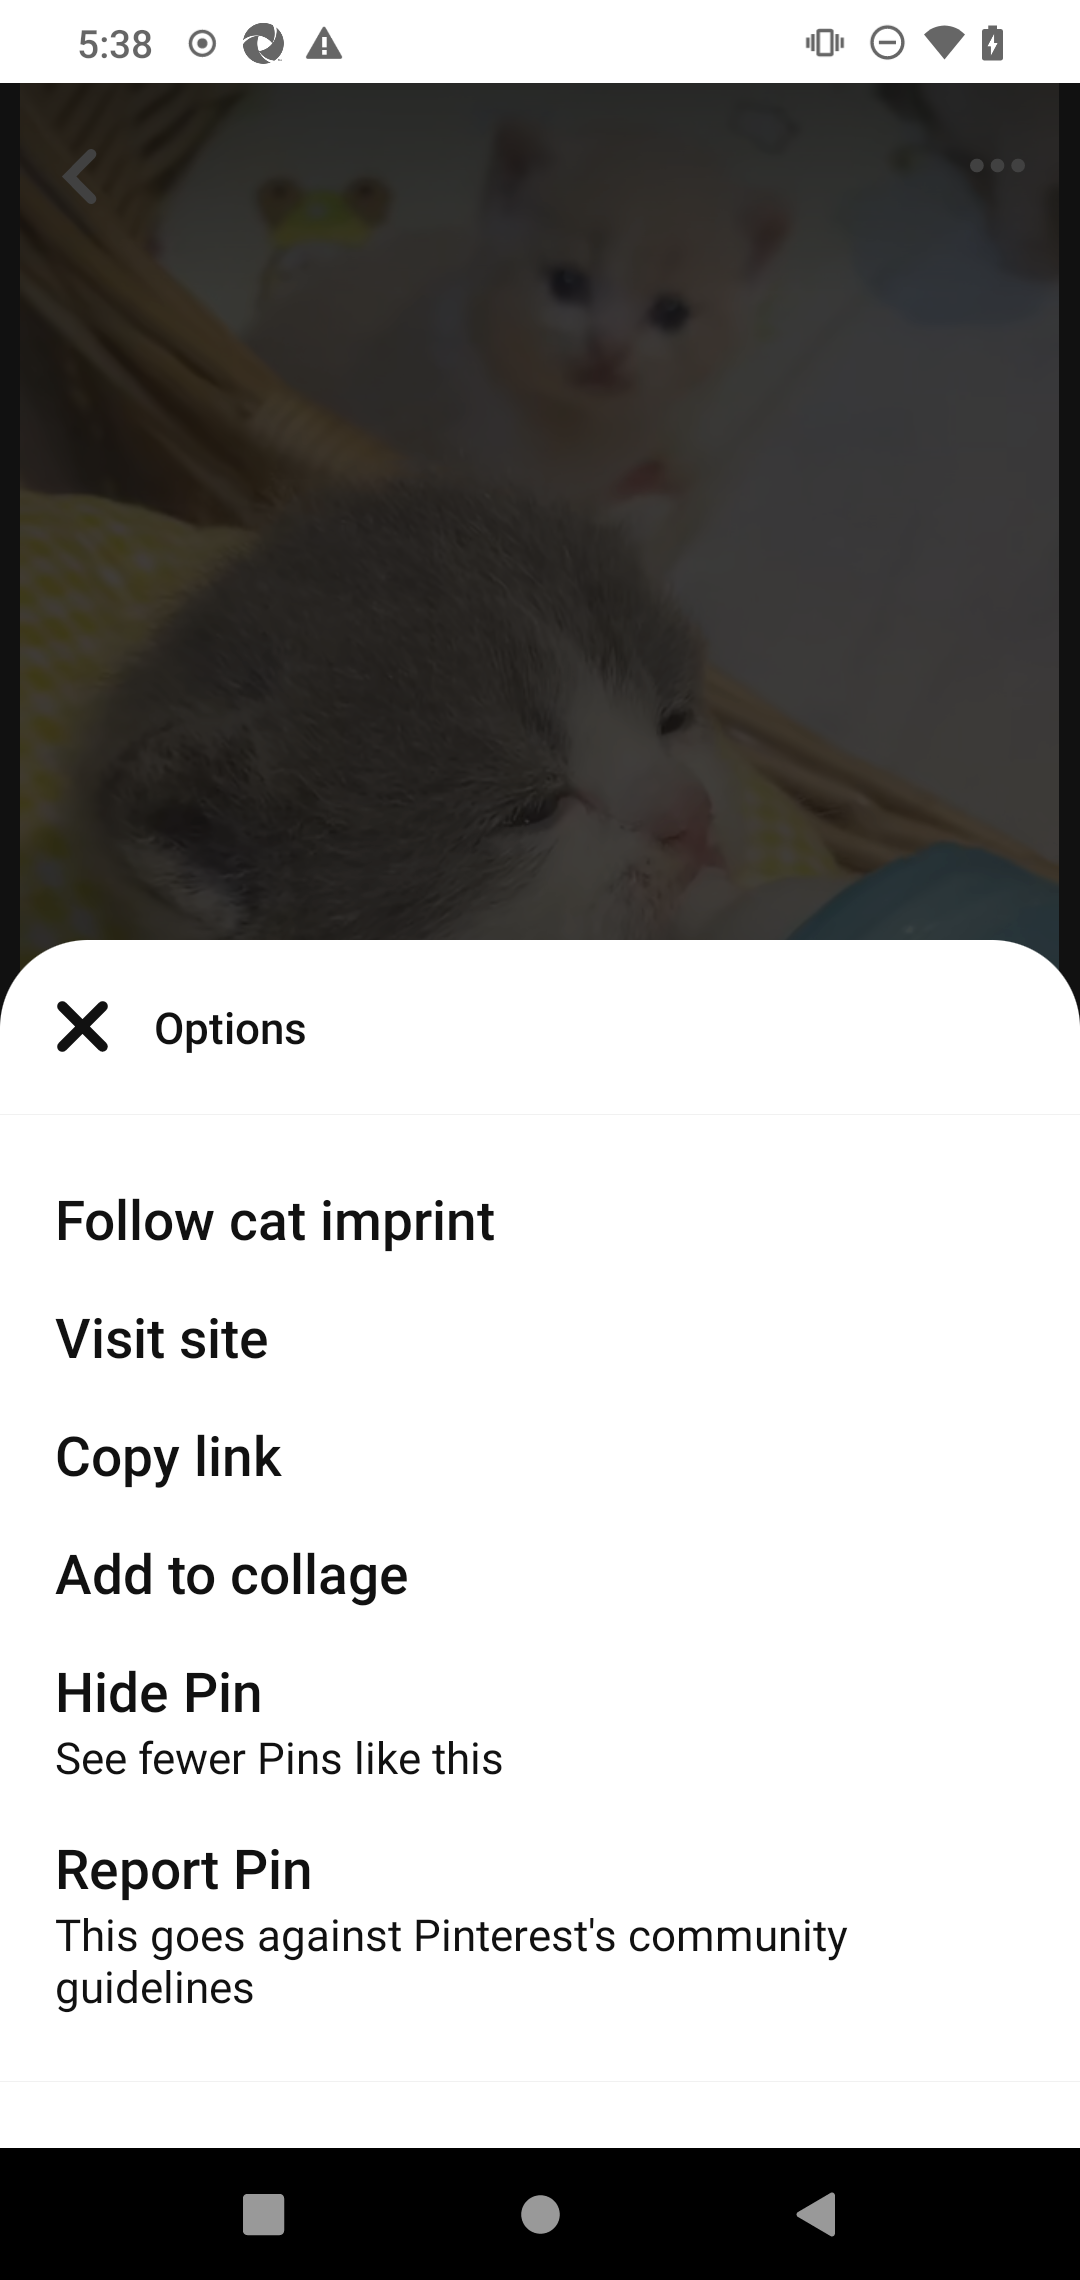 5:38
Options
Follow cat imprint
Visit site
Copy link
Add to collage
Hide Pin
See fewer Pins like this
Report Pin
This goes against Pinterest's community
guidelines